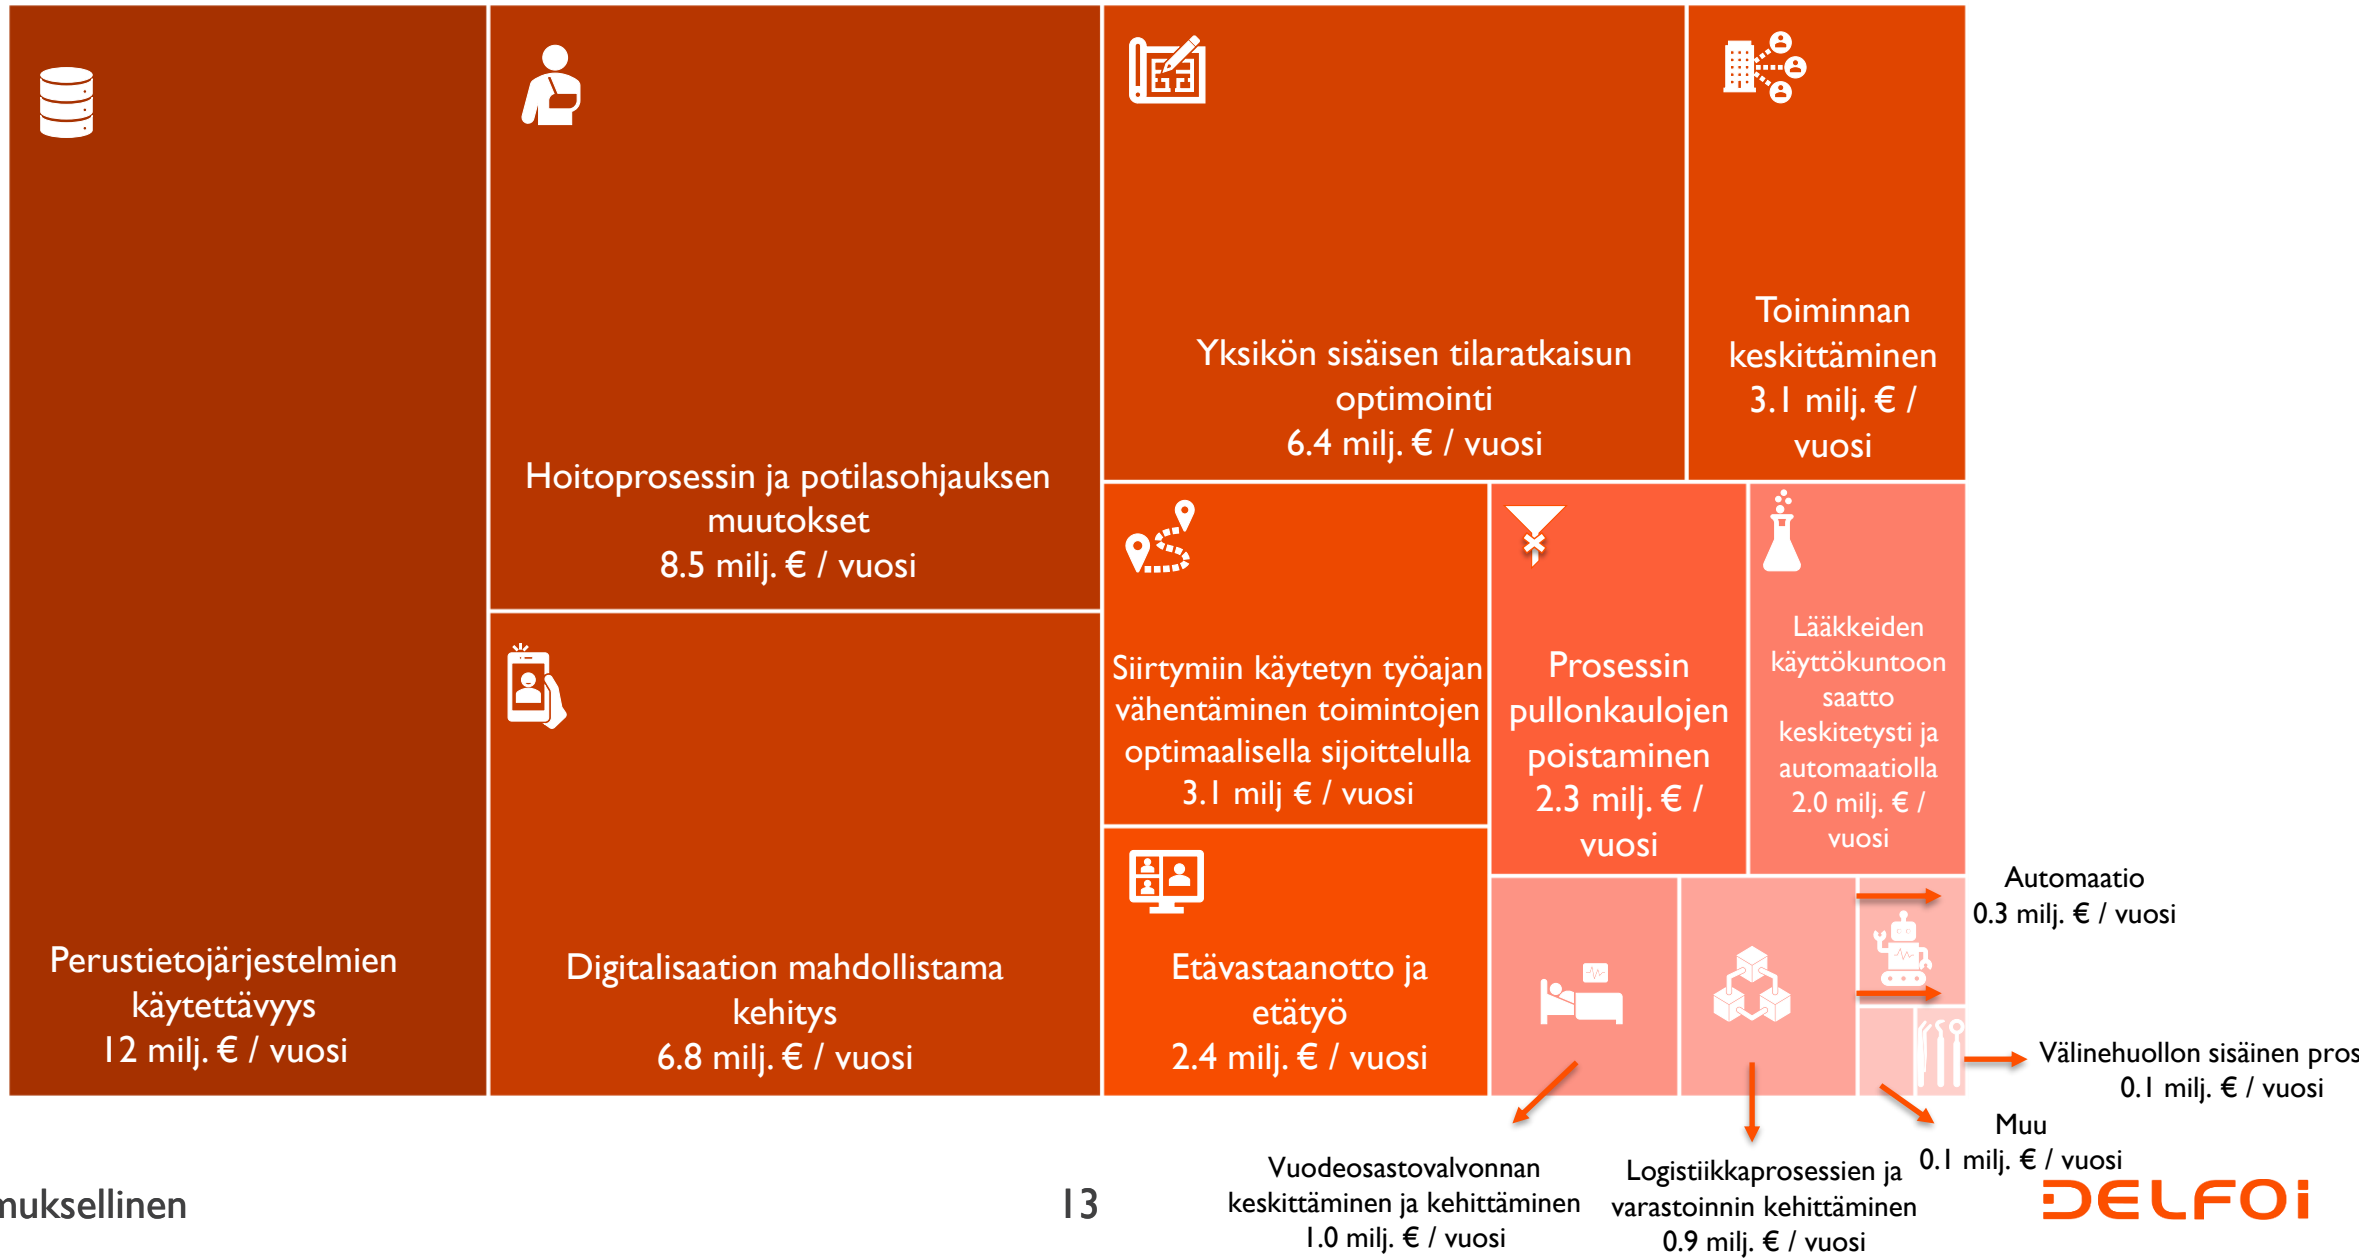 Perustietojärjestelmien
käytettävyys
12 milj. € / vuosi
Hoitoprosessin ja potilasohjauksen
muutokset
8.5 milj. € / vuosi
Digitalisaation mahdollistama
kehitys
6.8 milj. € / vuosi
Yksikön sisäisen tilaratkaisun
optimointi
6.4 milj. € / vuosi
Toiminnan
keskittäminen
3.1 milj. € /
vuosi
Siirtymiin käytetyn työajan
vähentäminen toimintojen
optimaalisella sijoittelulla
3.1 milj € / vuosi
Prosessin
pullonkaulojen
poistaminen
2.3 milj. € /
vuosi
Lääkkeiden
käyttökuntoon
saatto
keskitetysti ja
automaatiolla
2.0 milj. € /
vuosi
Etävastaanotto ja
etätyö
2.4 milj. € / vuosi
Automaatio
0.3 milj. € / vuosi
Välinehuollon sisäinen pros
0.1 milj. € / vuosi
Muu
0.1 milj. € / vuosi
Vuodeosastovalvonnan
keskittäminen ja kehittäminen
1.0 milj. € / vuosi
Logistiikkaprosessien ja
varastoinnin kehittäminen
0.9 milj. € / vuosi
muksellinen
13
DELFOi